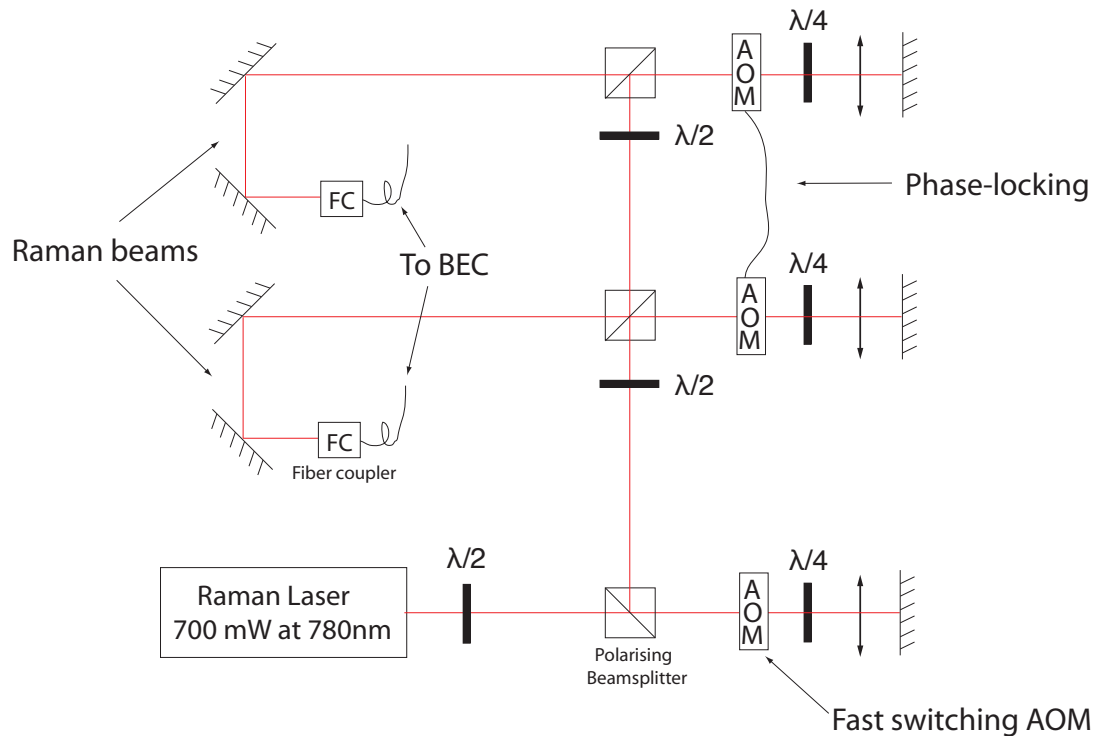 λ/4
AOM
λ/2
Phase-locking
FC
Raman beams
To BEC
λ/4
AOM
λ/2
FC
Fiber coupler
λ/2
λ/4
Raman Laser
700 mW at 780nm
AOM
Polarising
Beamsplitter
Fast switching AOM